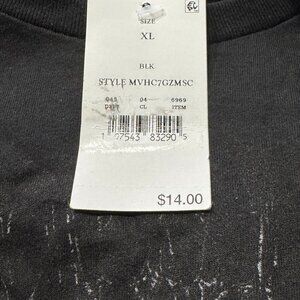 SIZE
XL
BLK
STYLE MVHC7GZMSC
045 04 6969
DEPT CL ITEM
07543 83290 5
$14.00